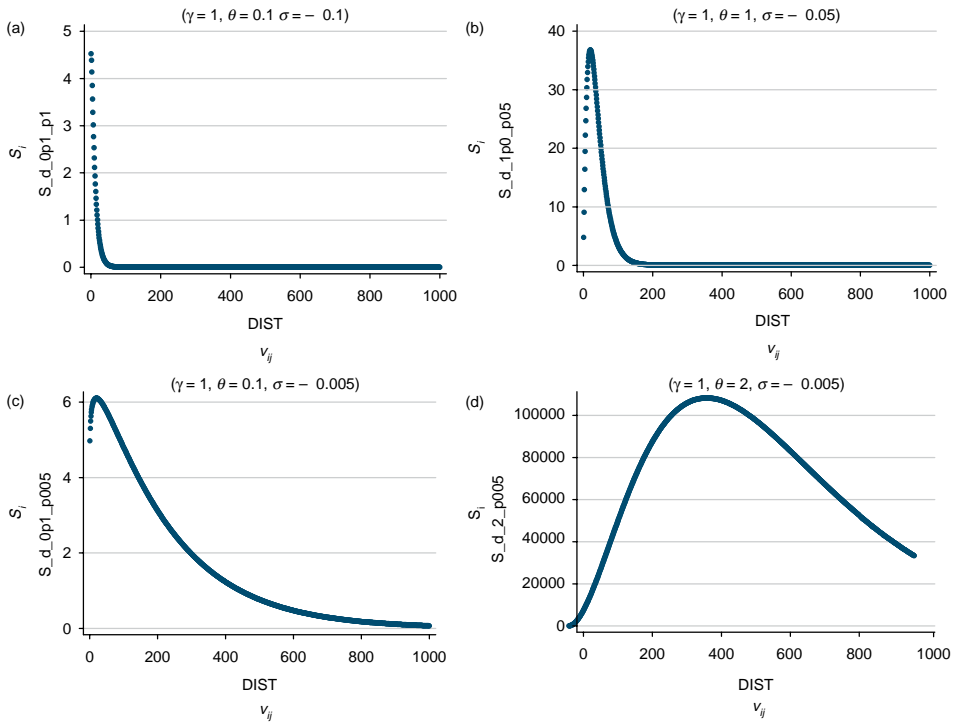 (a)
(γ = 1, θ = 0.1 σ = – 0.1)
5
4
3
2
1
0
S_i
S_d_0p1_p1
0 200 400 600 800 1000
DIST
v_ij
(b)
(γ = 1, θ = 1, σ = – 0.05)
40
30
20
10
0
S_i
S_d_1p0_p05
0 200 400 600 800 1000
DIST
v_ij
(c)
(γ = 1, θ = 0.1, σ = – 0.005)
6
4
2
0
S_i
S_d_0p1_p005
0 200 400 600 800 1000
DIST
v_ij
(d)
(γ = 1, θ = 2, σ = – 0.005)
100000
80000
60000
40000
20000
0
S_i
S_d_2_p005
0 200 400 600 800 1000
DIST
v_ij